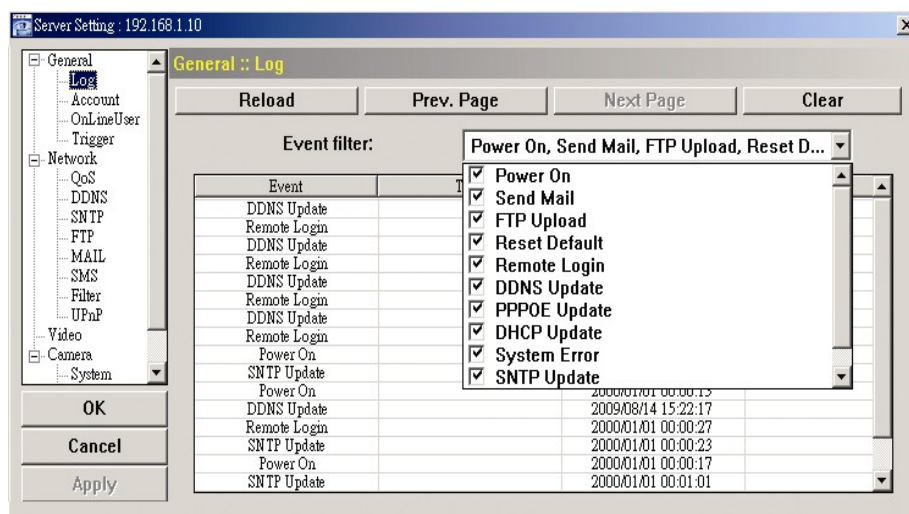 Server Setting : 192.168.1.10
General
Log
Account
OnLineUser
Trigger
Network
QoS
DDNS
SNTP
FTP
MAIL
SMS
Filter
UPnP
Video
Camera
System
OK
Cancel
Apply
General :: Log
Reload
Prev. Page
Next Page
Clear
Event filter:
Power On, Send Mail, FTP Upload, Reset D...
Power On
Send Mail
FTP Upload
Reset Default
Remote Login
DDNS Update
PPPOE Update
DHCP Update
System Error
SNTP Update
Event
DDNS Update
Remote Login
DDNS Update
Remote Login
DDNS Update
Remote Login
DDNS Update
Remote Login
Power On
SNTP Update
Power On 2000/01/01 00:00:13
DDNS Update 2009/08/14 15:22:17
Remote Login 2000/01/01 00:00:27
SNTP Update 2000/01/01 00:00:23
Power On 2000/01/01 00:00:17
SNTP Update 2000/01/01 00:01:01